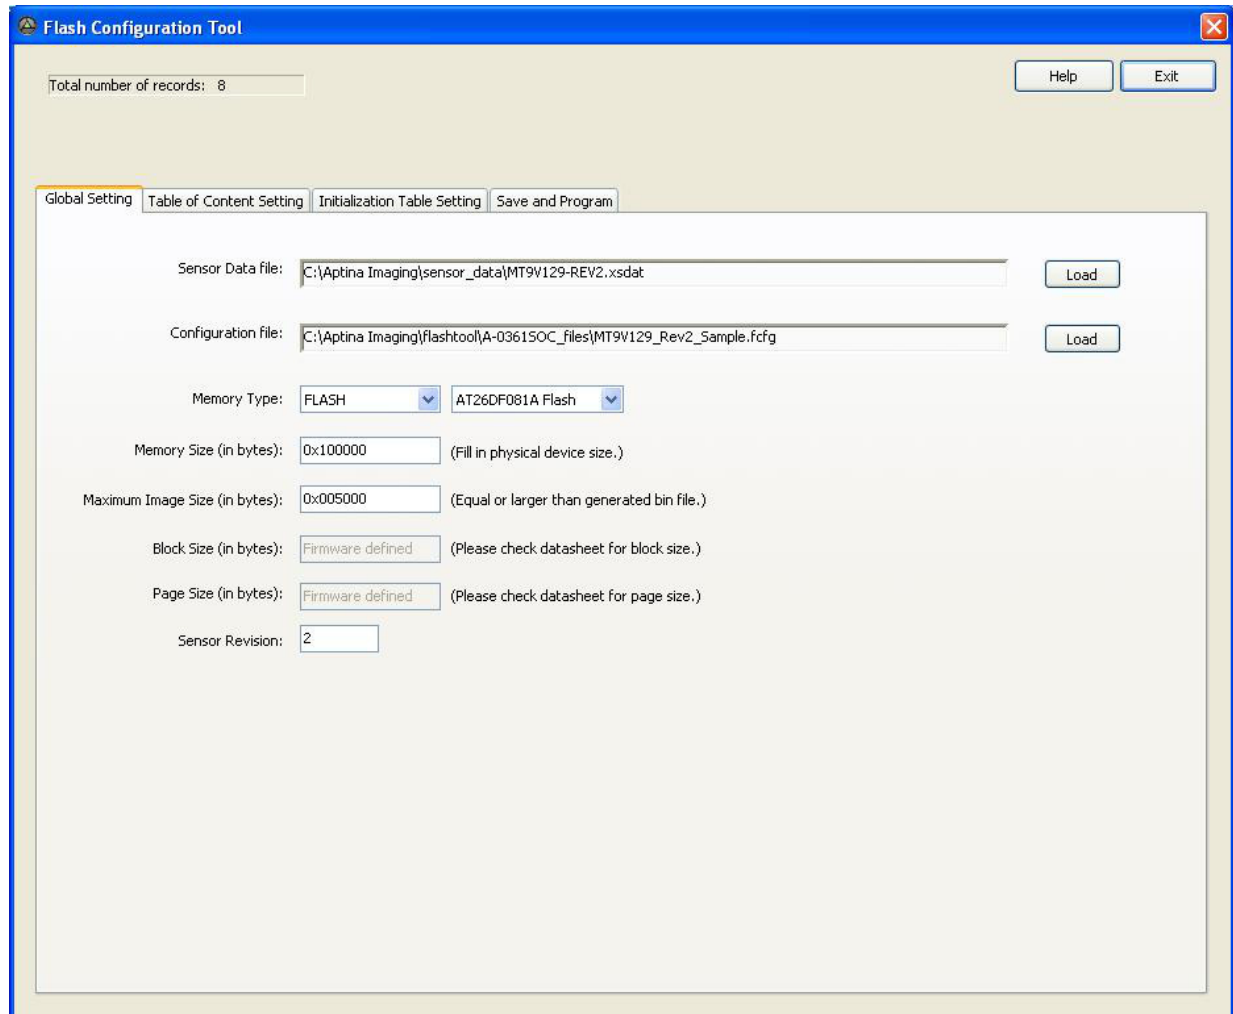 Flash Configuration Tool
Total number of records: 8
Help
Exit
Global Setting
Table of Content Setting
Initialization Table Setting
Save and Program
Sensor Data file: C:\Aptina Imaging\sensor_data\MT9V129-REV2.xsdat Load
Configuration file: C:\Aptina Imaging\flashtool\A-0361SOC_files\MT9V129_Rev2_Sample.fcfg Load
Memory Type: FLASH AT26DF081A Flash
Memory Size (in bytes): 0x100000 (Fill in physical device size.)
Maximum Image Size (in bytes): 0x005000 (Equal or larger than generated bin file.)
Block Size (in bytes): Firmware defined (Please check datasheet for block size.)
Page Size (in bytes): Firmware defined (Please check datasheet for page size.)
Sensor Revision: 2